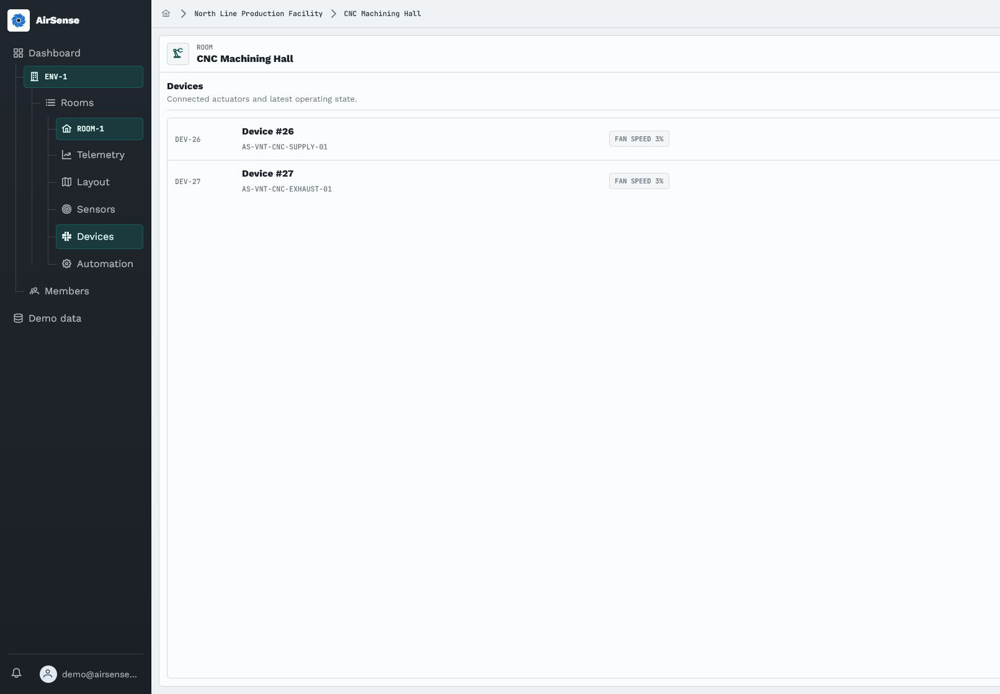 AirSense
Dashboard
ENV-1
Rooms
ROOM-1
Telemetry
Layout
Sensors
Devices
Automation
Members
Demo data
demo@airsense...
North Line Production Facility
CNC Machining Hall
ROOM
CNC Machining Hall
Devices
Connected actuators and latest operating state.
DEV-26
Device #26
AS-VNT-CNC-SUPPLY-01
FAN SPEED 3%
DEV-27
Device #27
AS-VNT-CNC-EXHAUST-01
FAN SPEED 3%